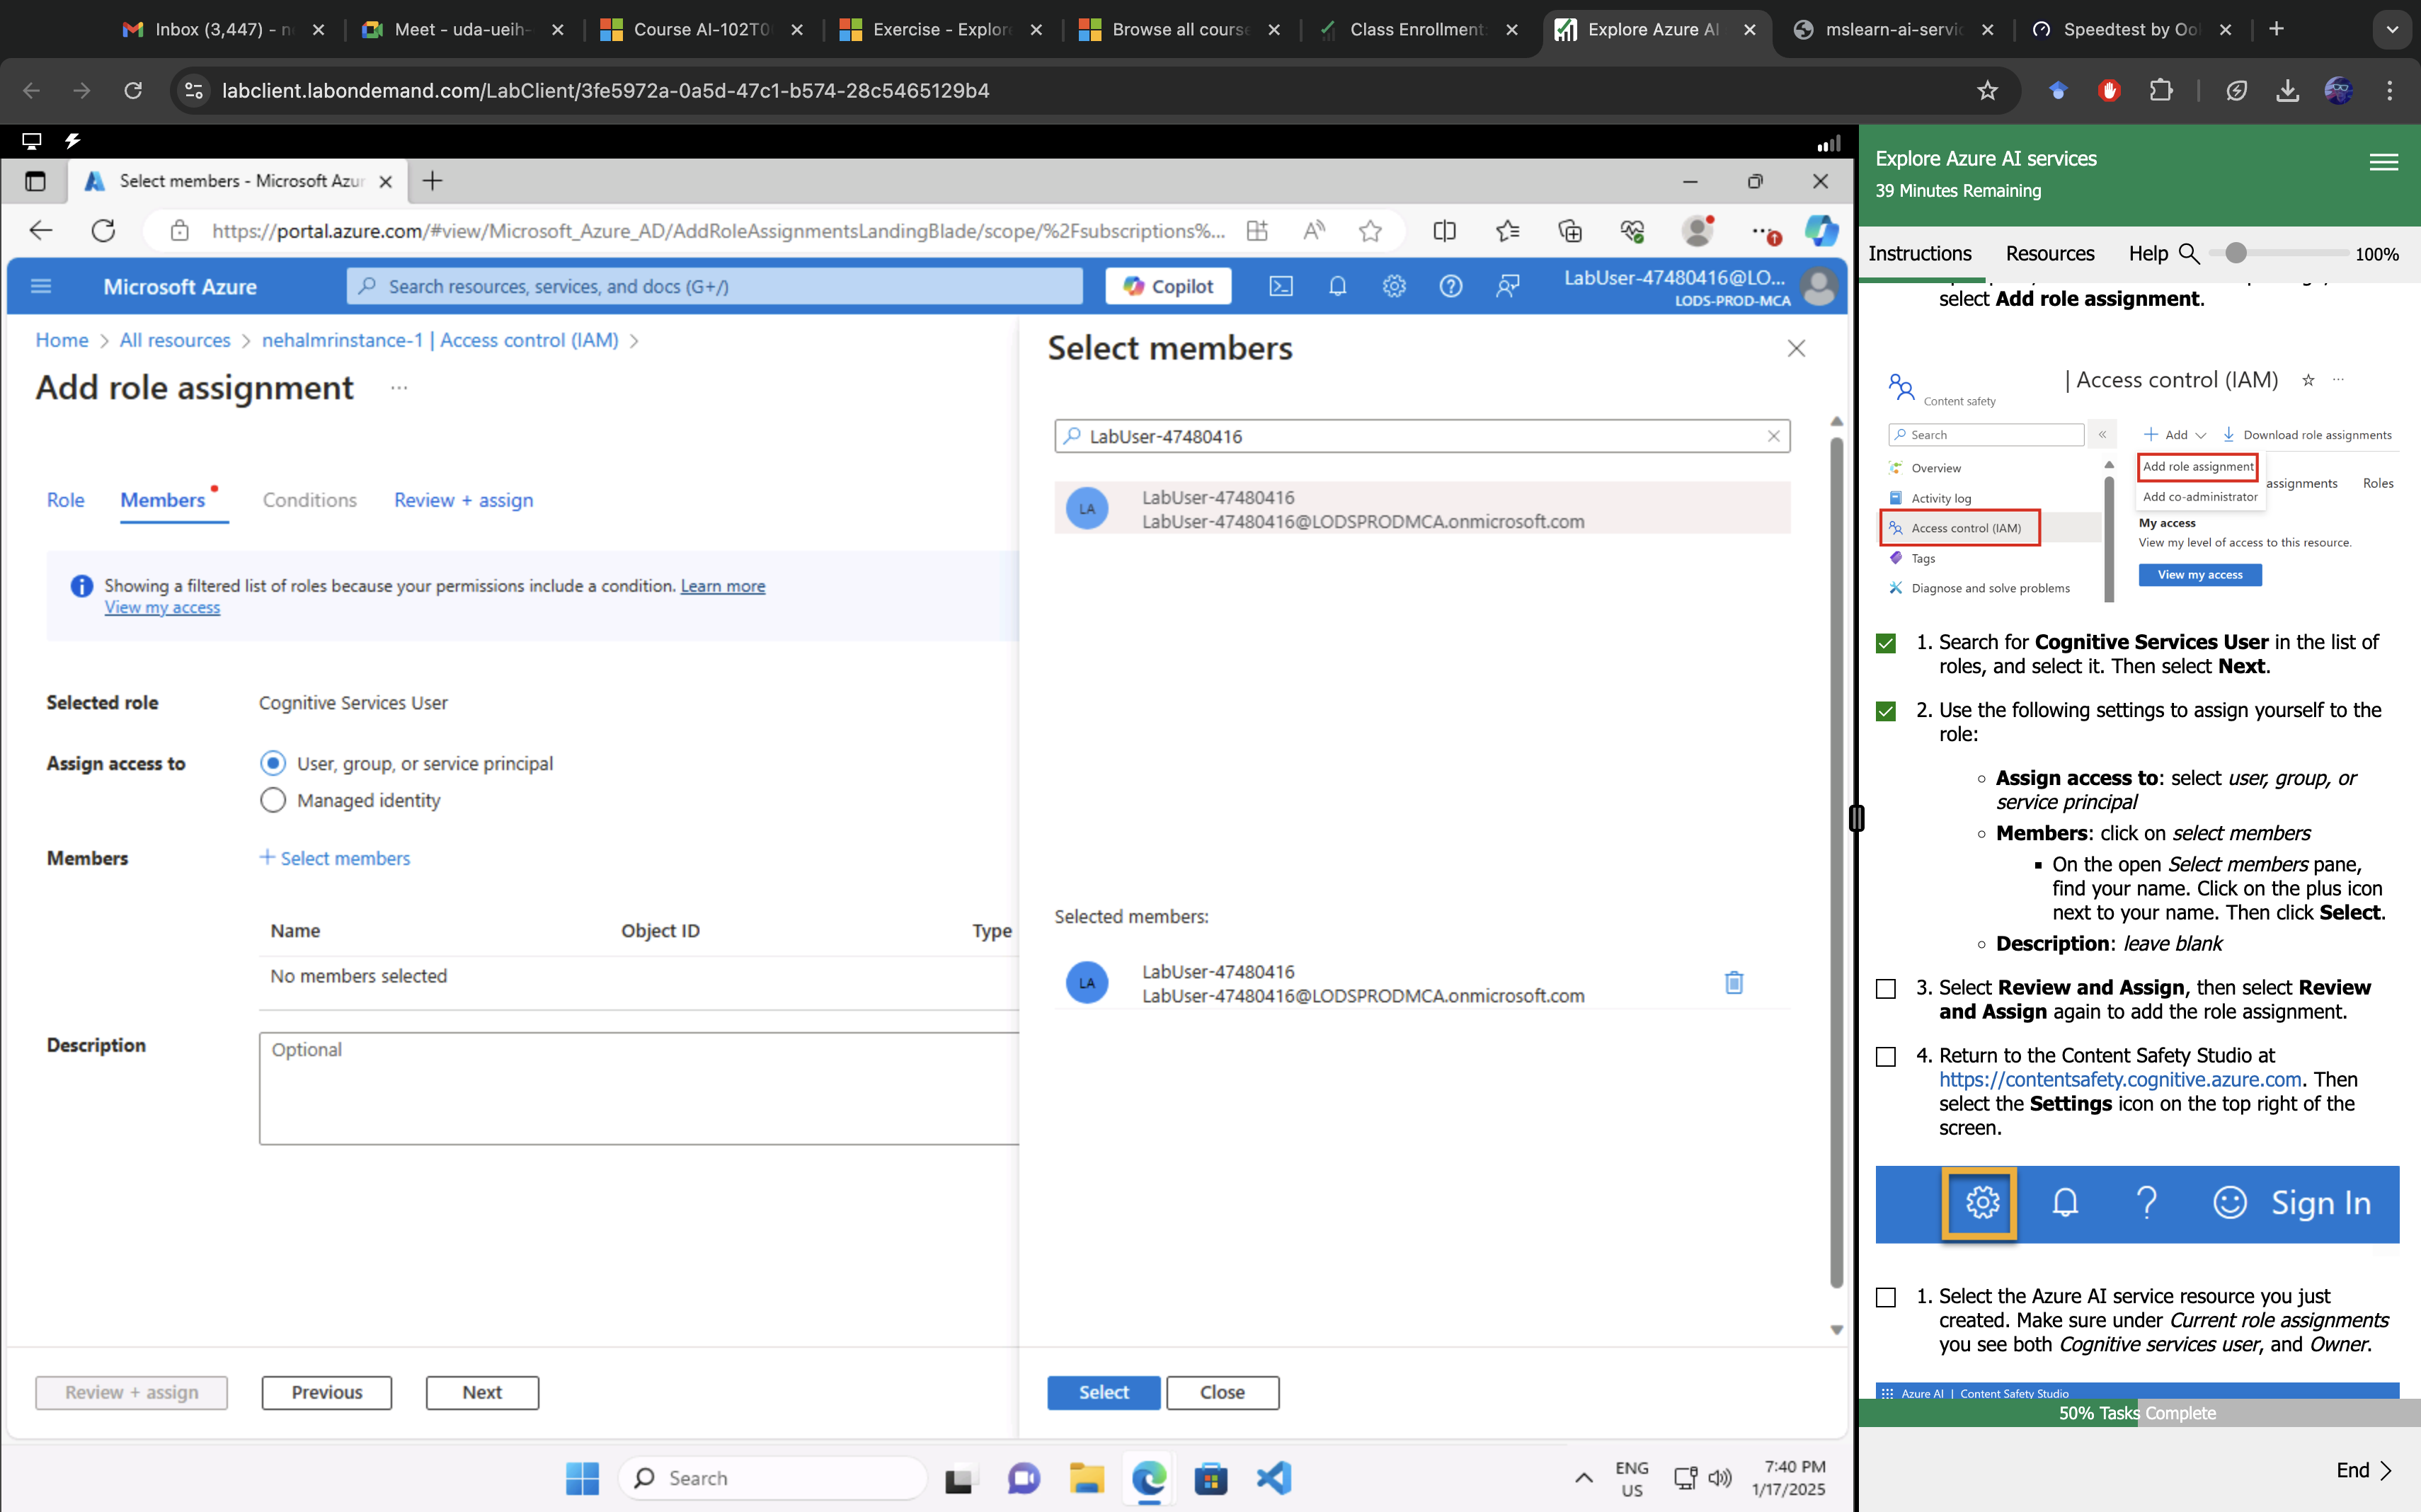 Inbox (3,447) - n
Meet - uda-ueih-
Course AI-102T0
Exercise - Explore
Browse all course
Class Enrollment
Explore Azure AI
mslearn-ai-servic
Speedtest by Ool
labclient.labondemand.com/LabClient/3fe5972a-0a5d-47c1-b574-28c5465129b4
Select members - Microsoft Azur
https://portal.azure.com/#view/Microsoft_Azure_AD/AddRoleAssignmentsLandingBlade/scope/%2Fsubscriptions%...
Microsoft Azure
Search resources, services, and docs (G+/)
Copilot
LabUser-47480416@LO...
LODS-PROD-MCA
Home > All resources > nehalmrinstance-1 | Access control (IAM) >
Add role assignment ...
Role
Members
Conditions
Review + assign
Showing a filtered list of roles because your permissions include a condition. Learn more
View my access
Selected role
Cognitive Services User
Assign access to
User, group, or service principal
Managed identity
Members
+ Select members
Name
Object ID
Type
No members selected
Description
Optional
Review + assign
Previous
Next
Select members
LabUser-47480416
LA
LabUser-47480416
LabUser-47480416@LODSPRODMCA.onmicrosoft.com
Selected members:
LA
LabUser-47480416
LabUser-47480416@LODSPRODMCA.onmicrosoft.com
Select
Close
Search
ENG
US
7:40 PM
1/17/2025
Explore Azure AI services
39 Minutes Remaining
Instructions
Resources
Help
100%
select Add role assignment.
| Access control (IAM)
Content safety
Search
Add
Download role assignments
Overview
Activity log
Access control (IAM)
Tags
Diagnose and solve problems
Add role assignment
Add co-administrator
assignments
Roles
My access
View my level of access to this resource.
View my access
1. Search for Cognitive Services User in the list of
roles, and select it. Then select Next.
2. Use the following settings to assign yourself to the
role:
Assign access to: select user, group, or
service principal
Members: click on select members
On the open Select members pane,
find your name. Click on the plus icon
next to your name. Then click Select.
Description: leave blank
3. Select Review and Assign, then select Review
and Assign again to add the role assignment.
4. Return to the Content Safety Studio at
https://contentsafety.cognitive.azure.com. Then
select the Settings icon on the top right of the
screen.
Sign In
1. Select the Azure AI service resource you just
created. Make sure under Current role assignments
you see both Cognitive services user, and Owner.
Azure AI | Content Safety Studio
50% Tasks Complete
End